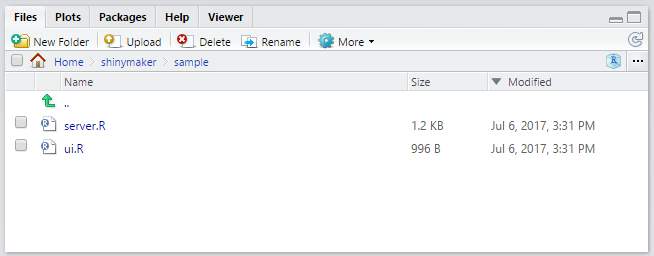 Files Plots Packages Help Viewer
New Folder Upload Delete Rename More
Home shinymaker sample R ...
Name Size Modified
..
R server.R 1.2 KB Jul 6, 2017, 3:31 PM
R ui.R 996 B Jul 6, 2017, 3:31 PM